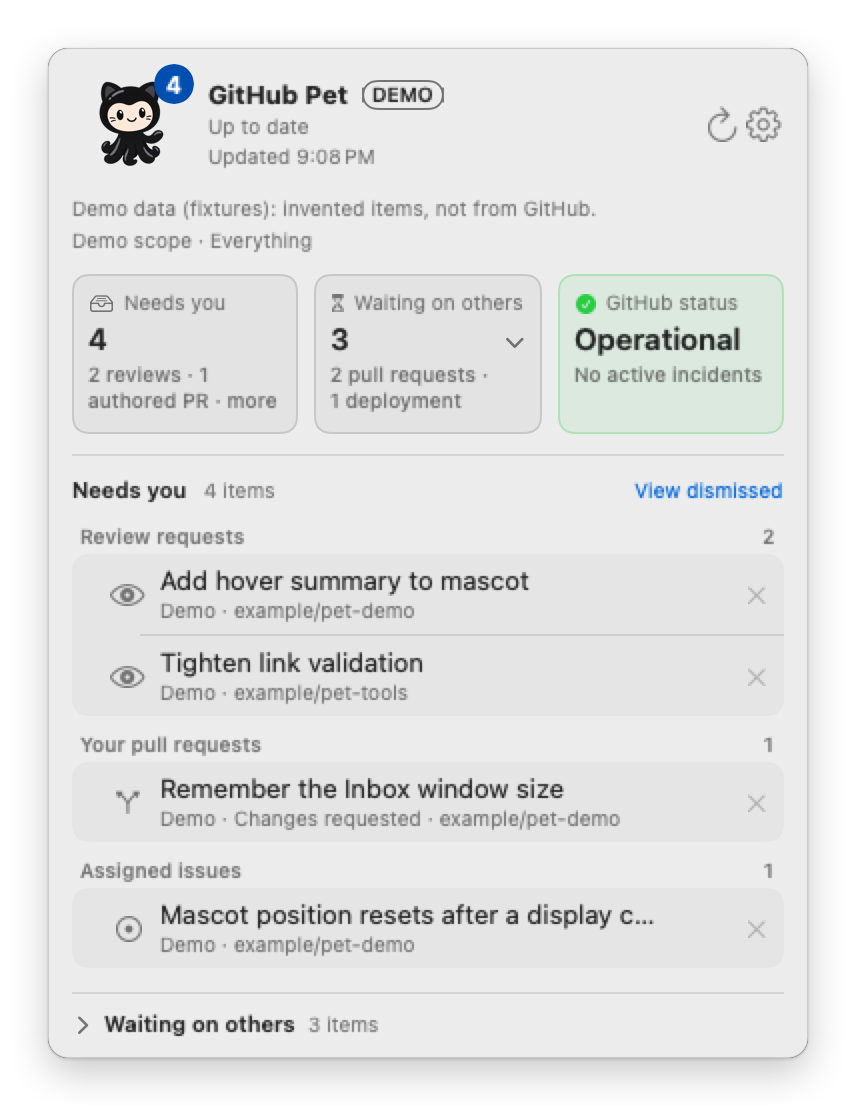 4
GitHub Pet DEMO
Up to date
Updated 9:08 PM
Demo data (fixtures): invented items, not from GitHub.
Demo scope · Everything
Needs you
4
2 reviews · 1
authored PR · more
Waiting on others
3
2 pull requests ·
1 deployment
GitHub status
Operational
No active incidents
Needs you 4 items View dismissed
Review requests 2
Add hover summary to mascot
Demo · example/pet-demo
Tighten link validation
Demo · example/pet-tools
Your pull requests 1
Remember the Inbox window size
Demo · Changes requested · example/pet-demo
Assigned issues 1
Mascot position resets after a display c...
Demo · example/pet-demo
Waiting on others 3 items